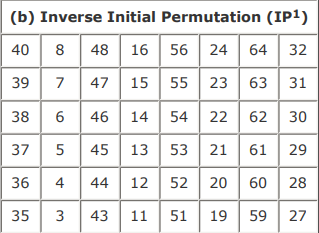 (b) Inverse Initial Permutation (IP¹)
40 8 48 16 56 24 64 32
39 7 47 15 55 23 63 31
38 6 46 14 54 22 62 30
37 5 45 13 53 21 61 29
36 4 44 12 52 20 60 28
35 3 43 11 51 19 59 27